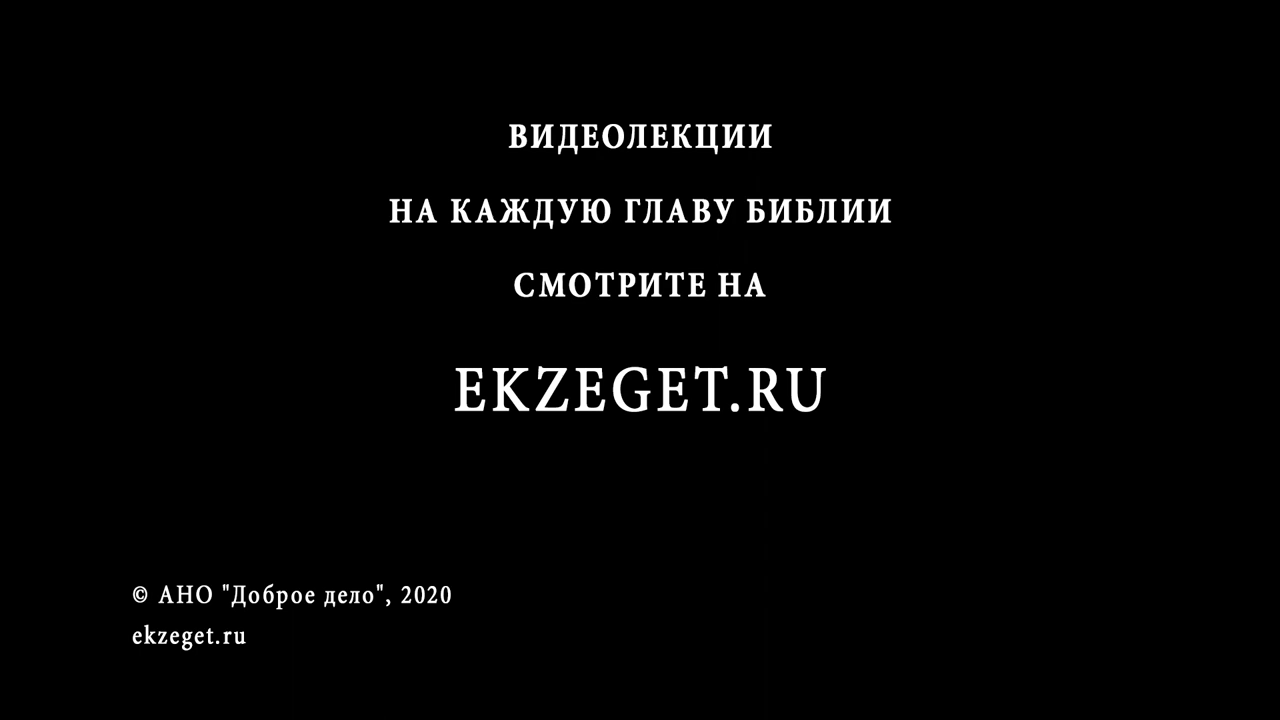 ВИДЕОЛЕКЦИИ
НА КАЖДУЮ ГЛАВУ БИБЛИИ
СМОТРИТЕ НА
EKZEGET.RU
© АНО "Доброе дело", 2020
ekzeget.ru